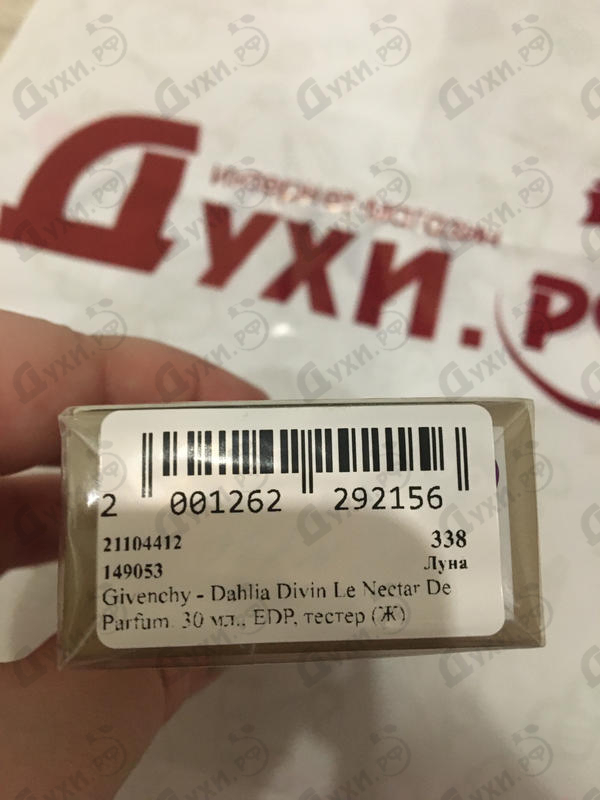 интернет-магазин
Духи.рф
2 001262 292156
21104412 338
149053 Луна
Givenchy - Dahlia Divin Le Nectar De
Parfum. 30 мл., EDP, тестер (Ж)